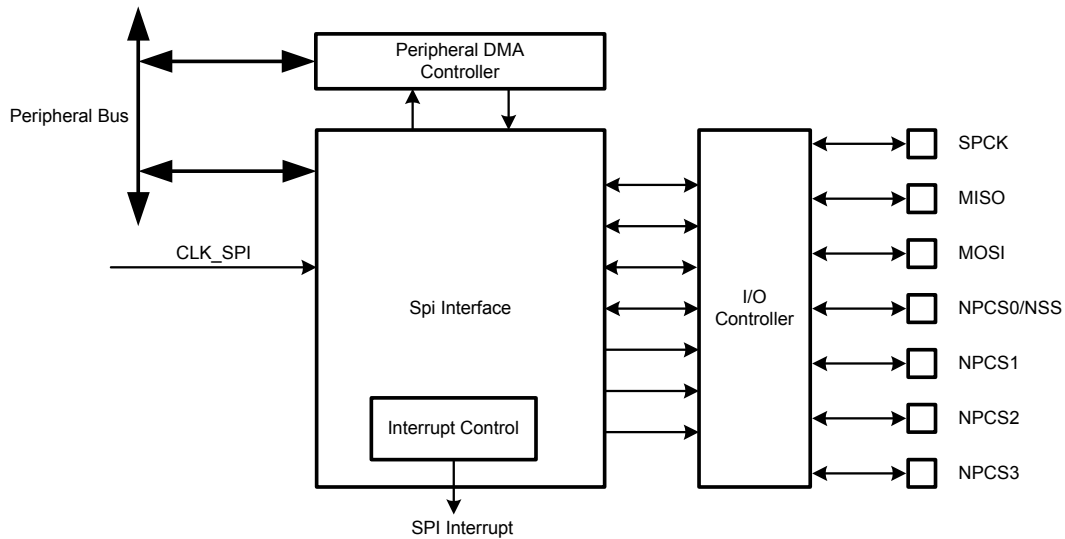 Peripheral DMA
Controller
Peripheral Bus
SPCK
MISO
CLK_SPI
MOSI
Spi Interface
I/O
Controller
NPCS0/NSS
NPCS1
Interrupt Control
NPCS2
NPCS3
SPI Interrupt